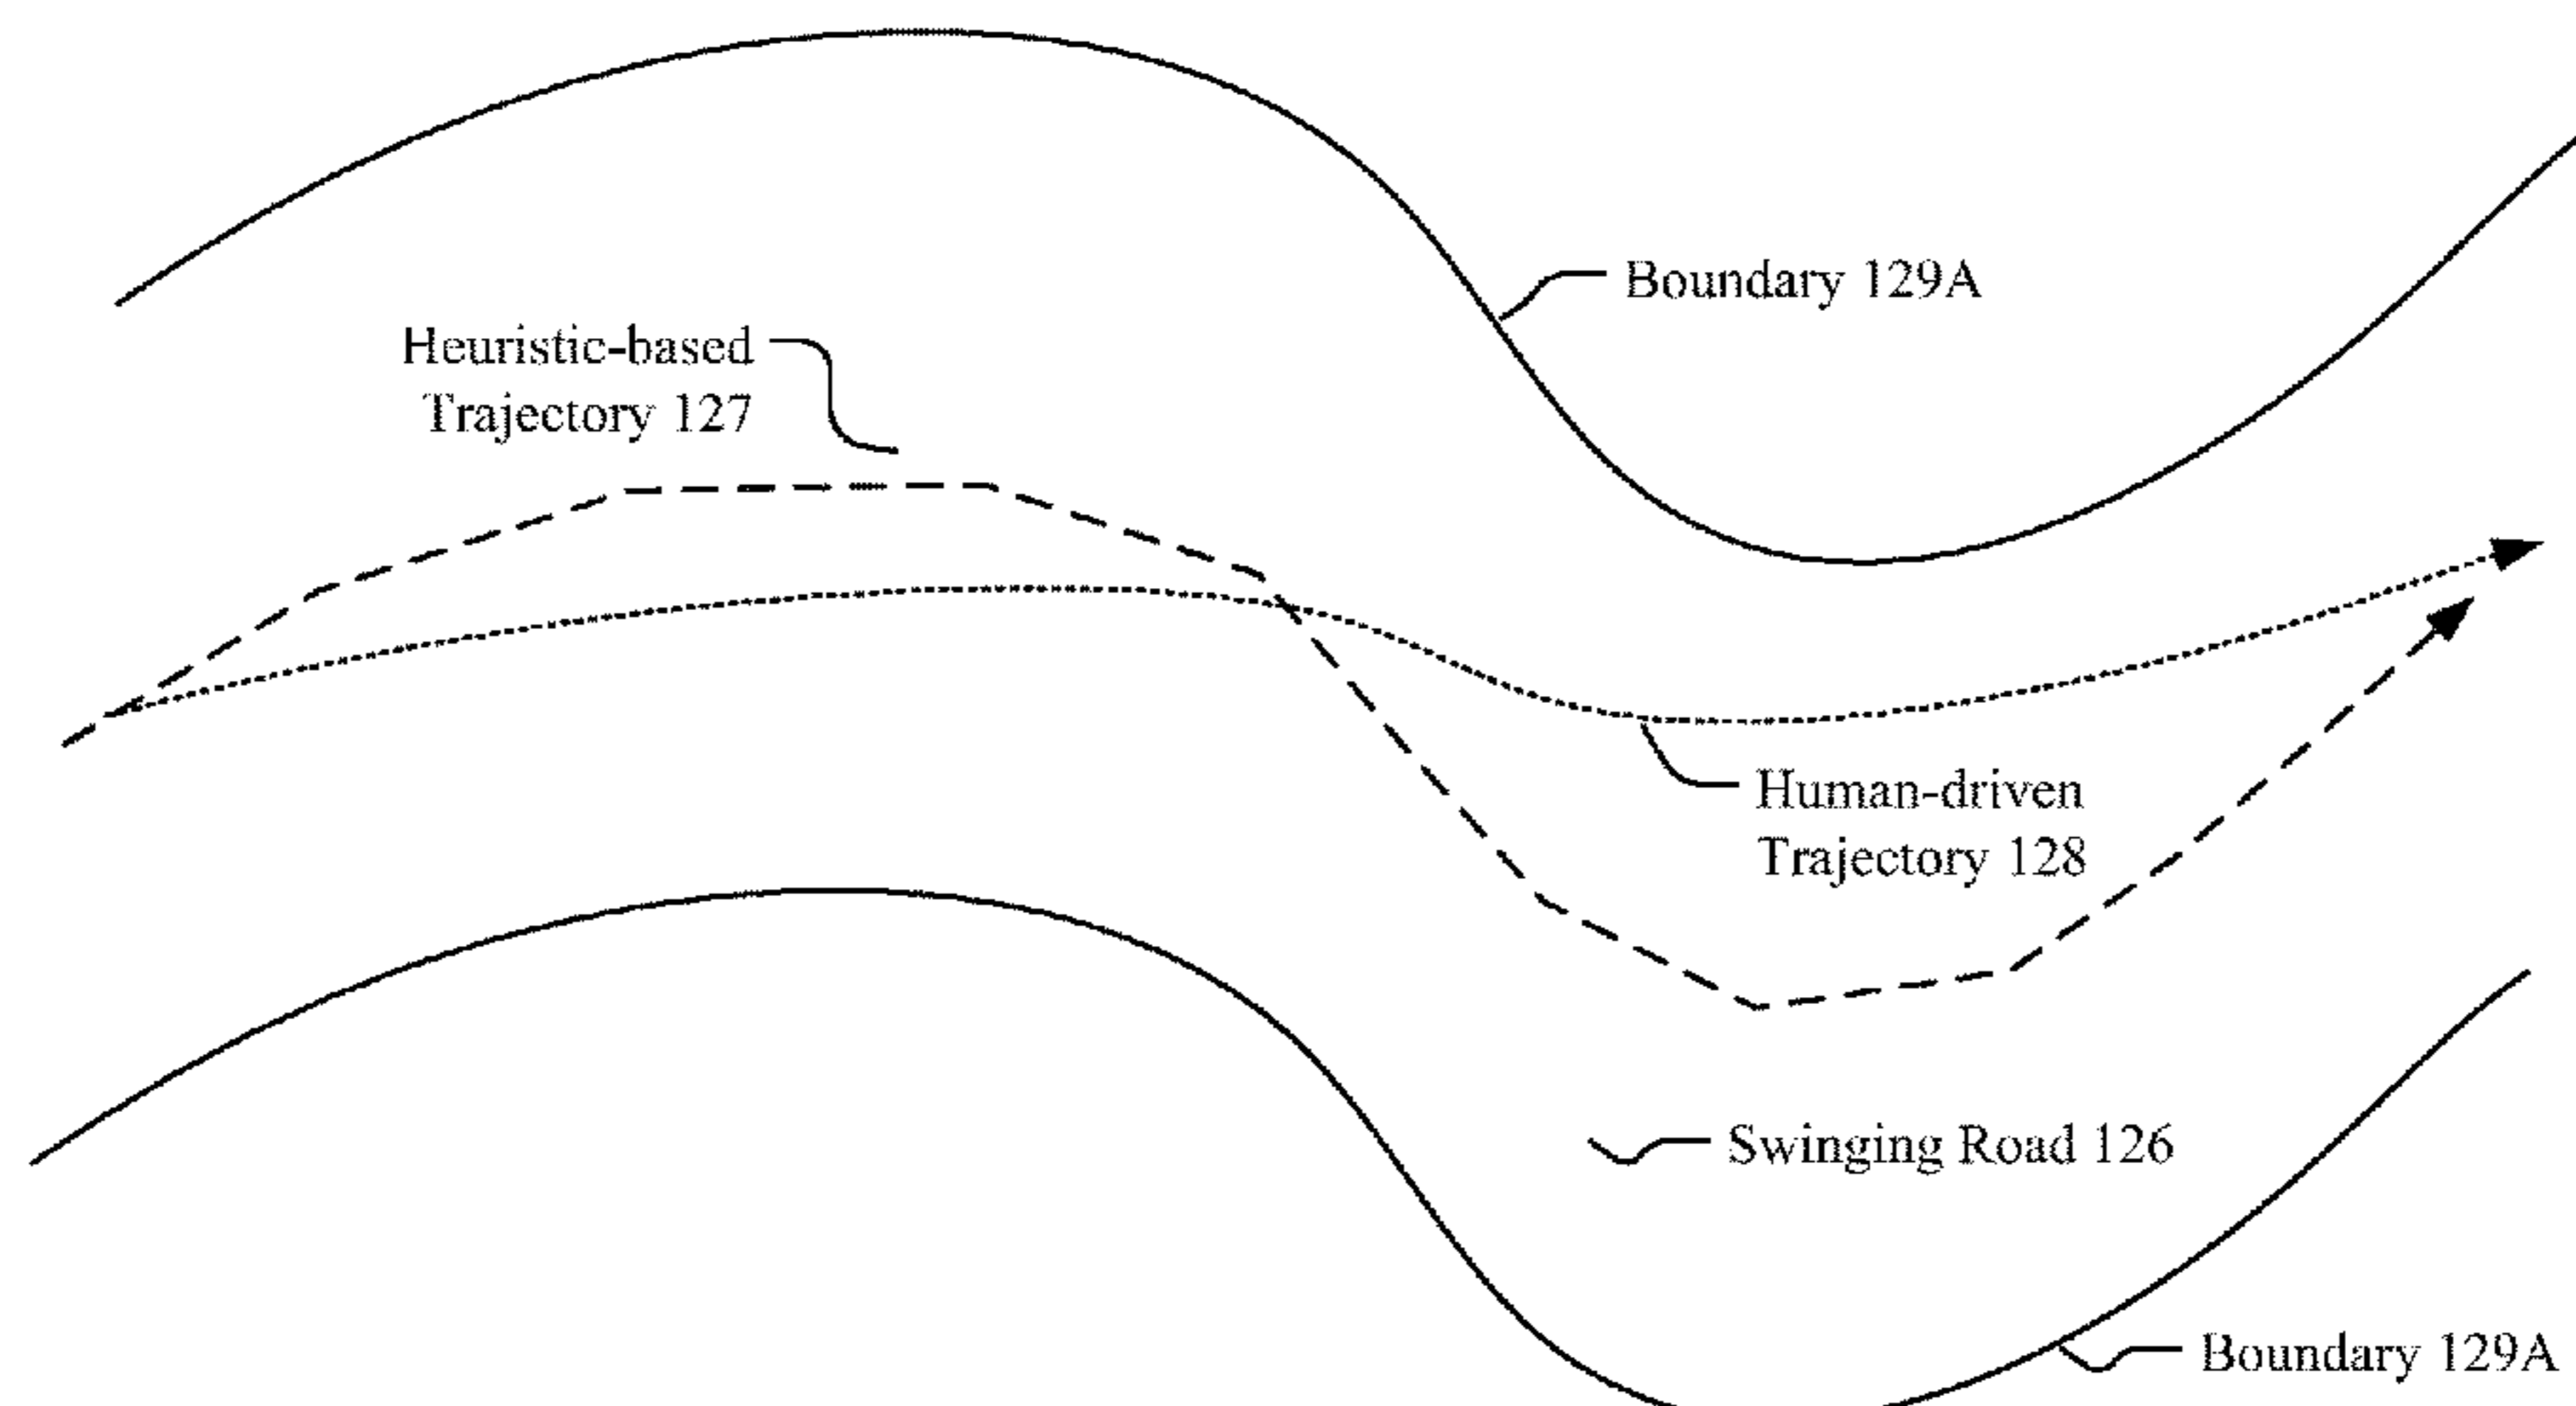 Boundary 129A
Heuristic-based
Trajectory 127
Human-driven
Trajectory 128
Swinging Road 126
Boundary 129A